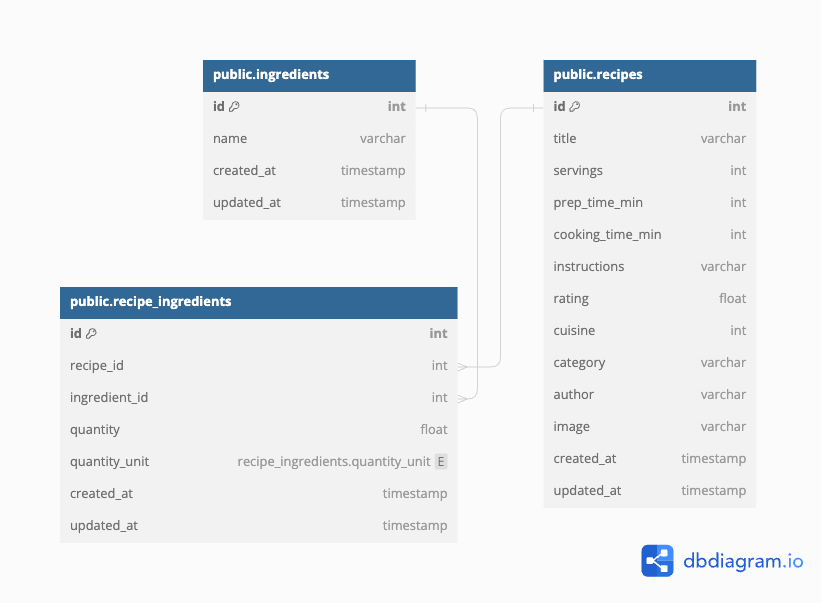 public.ingredients
id int
name varchar
created_at timestamp
updated_at timestamp
public.recipes
id int
title varchar
servings int
prep_time_min int
cooking_time_min int
instructions varchar
rating float
cuisine int
category varchar
author varchar
image varchar
created_at timestamp
updated_at timestamp
public.recipe_ingredients
id int
recipe_id int
ingredient_id int
quantity float
quantity_unit recipe_ingredients.quantity_unit E
created_at timestamp
updated_at timestamp
dbdiagram.io